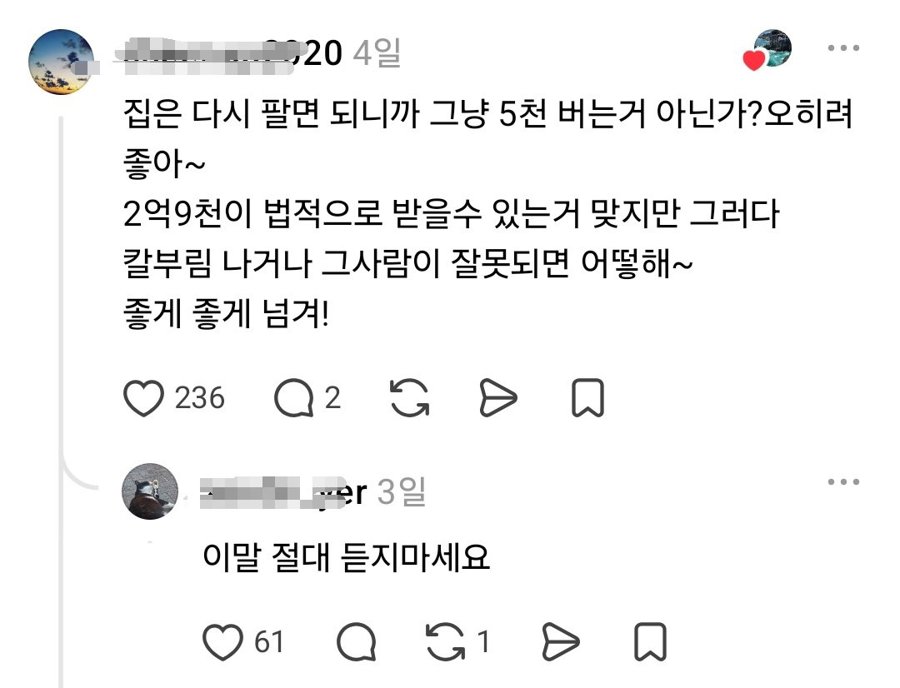 2020 4일
집은 다시 팔면 되니까 그냥 5천 버는거 아닌가?오히려
좋아~
2억9천이 법적으로 받을수 있는거 맞지만 그러다
칼부림 나거나 그사람이 잘못되면 어떻해~
좋게 좋게 넘겨!
236 2
3일
이말 절대 듣지마세요
61 1